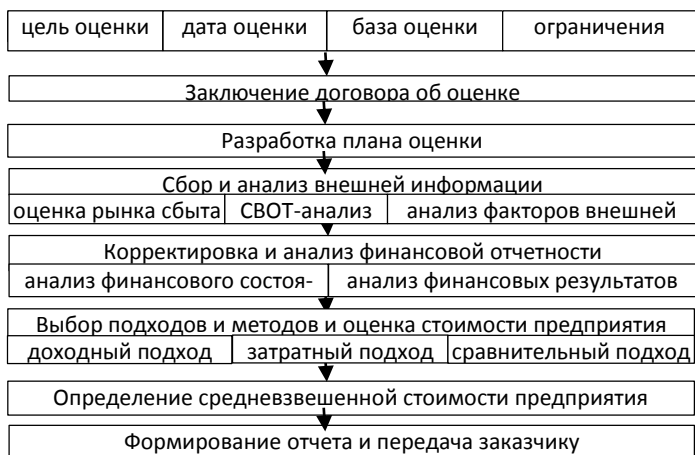 цель оценки дата оценки база оценки ограничения
Заключение договора об оценке
Разработка плана оценки
Сбор и анализ внешней информации
оценка рынка сбыта СВОТ-анализ анализ факторов внешней
Корректировка и анализ финансовой отчетности
анализ финансового состоя- анализ финансовых результатов
Выбор подходов и методов и оценка стоимости предприятия
доходный подход затратный подход сравнительный подход
Определение средневзвешенной стоимости предприятия
Формирование отчета и передача заказчику